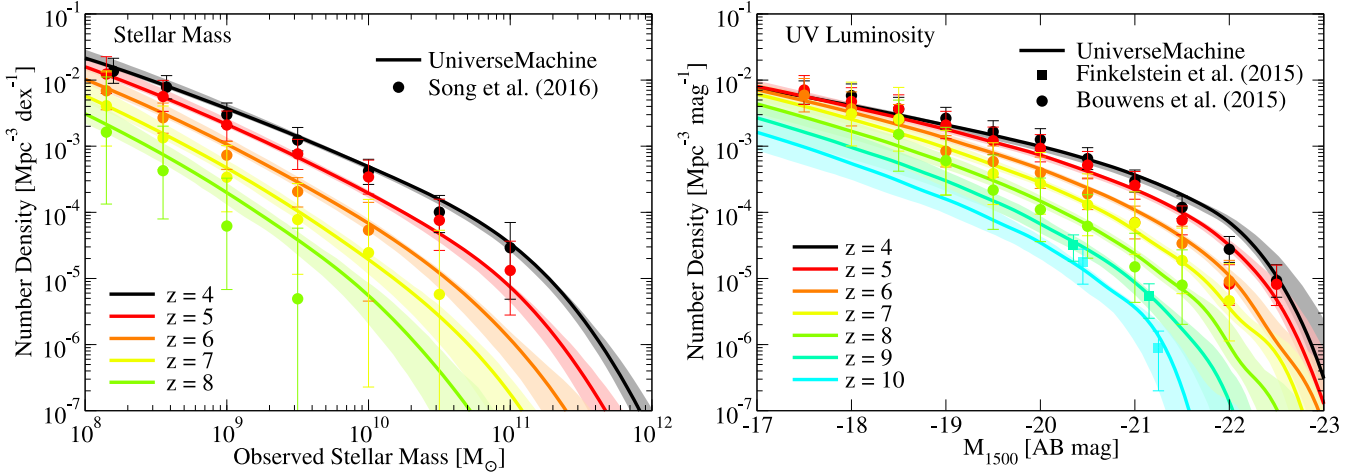 Stellar Mass
UniverseMachine
Song et al. (2016)
Number Density [Mpc⁻³ dex⁻¹]
10⁻²
10⁻³
10⁻⁴
10⁻⁵
10⁻⁶
10⁻⁷
z = 4
z = 5
z = 6
z = 7
z = 8
10⁸ 10⁹ 10¹⁰ 10¹¹ 10¹²
Observed Stellar Mass [M⊙]
UV Luminosity
UniverseMachine
Finkelstein et al. (2015)
Bouwens et al. (2015)
Number Density [Mpc⁻³ mag⁻¹]
10⁻²
10⁻³
10⁻⁴
10⁻⁵
10⁻⁶
10⁻⁷
z = 4
z = 5
z = 6
z = 7
z = 8
z = 9
z = 10
-17 -18 -19 -20 -21 -22 -23
M₁₅₀₀ [AB mag]